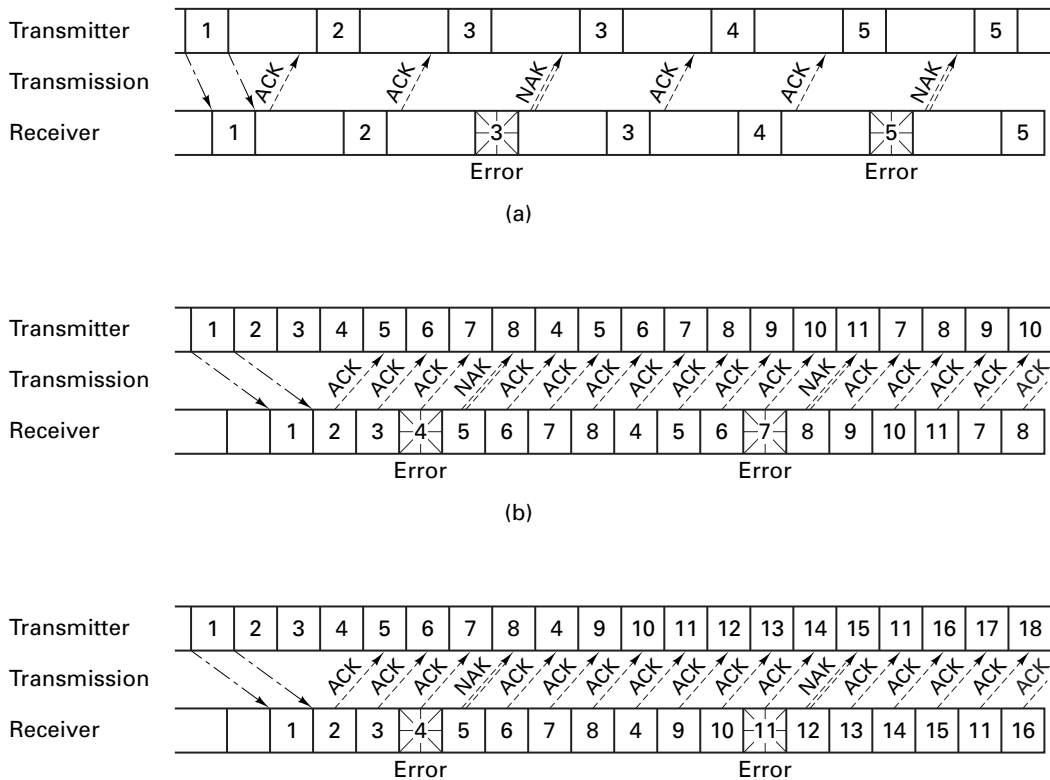 Transmitter 1 2 3 3 4 5 5
Transmission ACK ACK NAK ACK ACK NAK
Receiver 1 2 3 3 4 5 5
Error Error
(a)
Transmitter 1 2 3 4 5 6 7 8 4 5 6 7 8 9 10 11 7 8 9 10
Transmission ACK ACK ACK NAK ACK ACK ACK ACK ACK ACK ACK NAK ACK ACK ACK ACK ACK
Receiver 1 2 3 4 5 6 7 8 4 5 6 7 8 9 10 11 7 8
Error Error
(b)
Transmitter 1 2 3 4 5 6 7 8 4 9 10 11 12 13 14 15 11 16 17 18
Transmission ACK ACK ACK NAK ACK ACK ACK ACK ACK ACK ACK NAK ACK ACK ACK ACK ACK
Receiver 1 2 3 4 5 6 7 8 4 9 10 11 12 13 14 15 11 16
Error Error